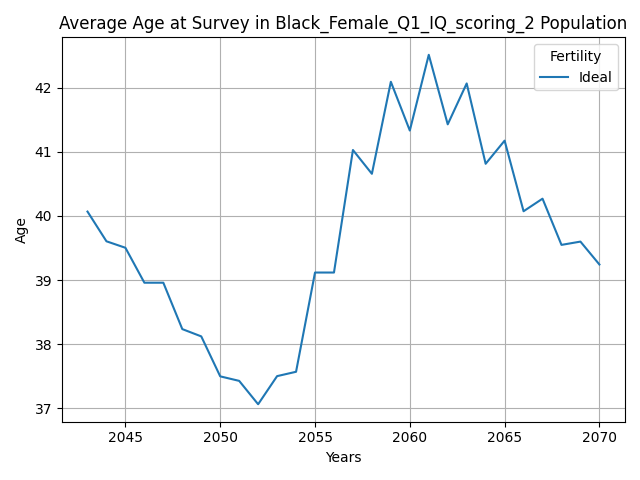 Average Age at Survey in Black_Female_Q1_IQ_scoring_2 Population
Fertility
Ideal
42
41
40
39
38
37
Age
2045 2050 2055 2060 2065 2070
Years